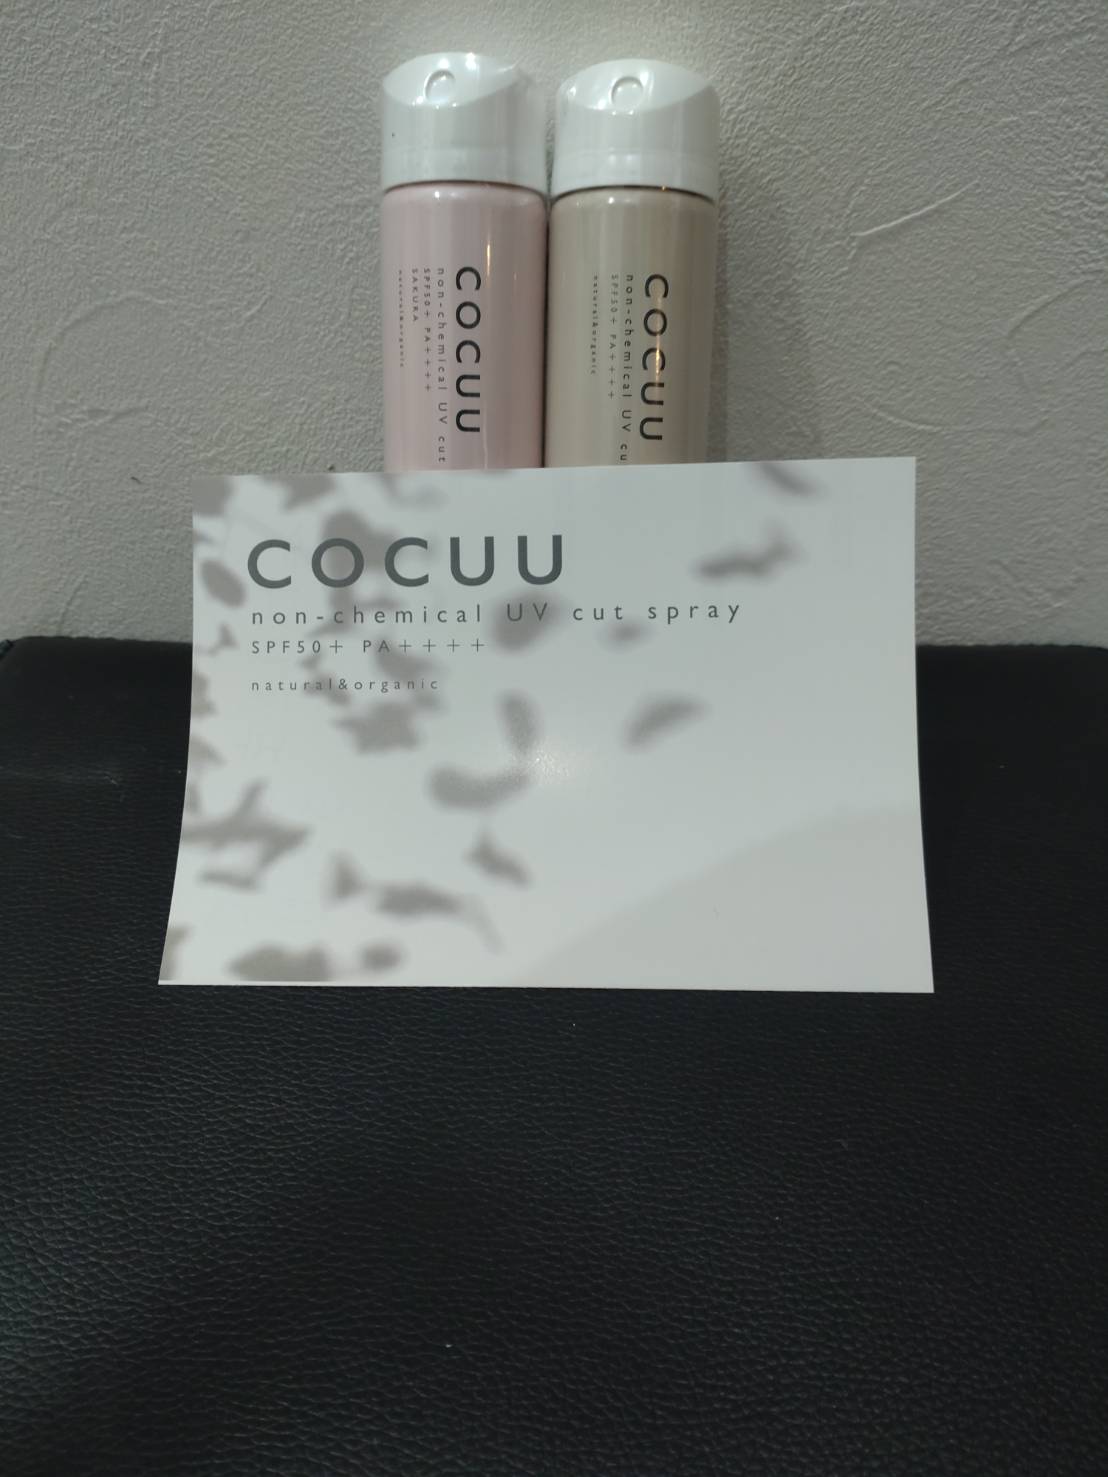 COCUU
non-chemical UV cut
SPF50+ PA++++
SAKURA
natural&organic
COCUU
non-chemical UV cu
SPF50+ PA++++
natural&organic
COCUU
non-chemical UV cut spray
SPF50+ PA++++
natural&organic